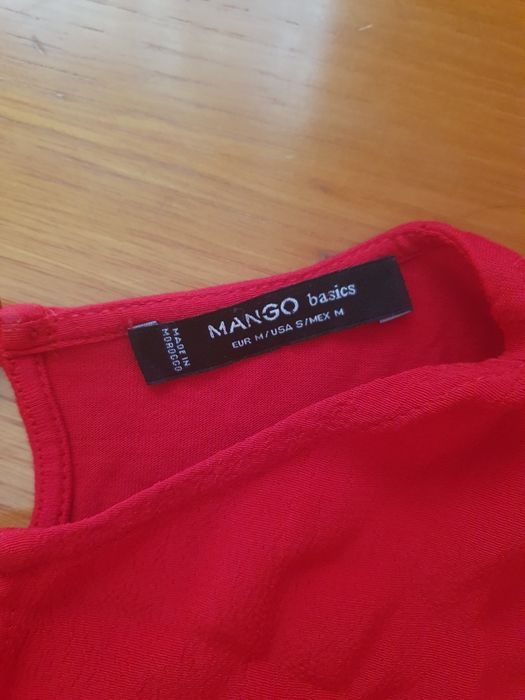 MANGO basics
EUR M/USA S/MEX M
MADE IN
MOROCCO